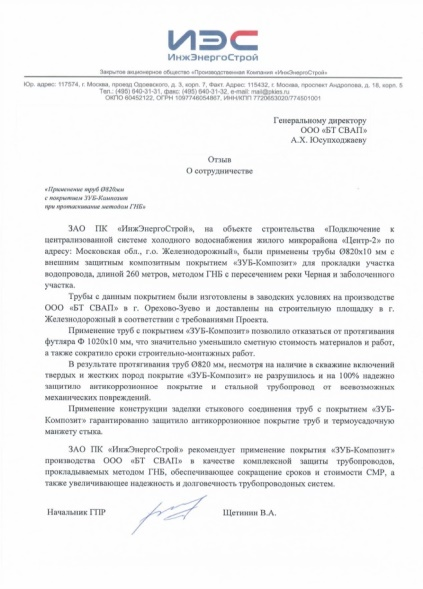 ИЭС
ИнжЭнергоСтрой
Закрытое акционерное общество «Производственная Компания «ИнжЭнергоСтрой»
Юр. адрес: 117574, г. Москва, проезд Одоевского, д. 3, корп. 7, Факт. Адрес: 115432, г. Москва, проспект Андропова, д. 18, корп. 5
Тел.: (495) 640-31-31, факс: (495) 640-31-32, e-mail: mail@pkies.ru
ОКПО 60452122, ОГРН 1097746054867, ИНН/КПП 7720653020/774501001
Генеральному директору
ООО «БТ СВАП»
А.Х. Юсупходжаеву
Отзыв
О сотрудничестве
«Применение труб Ø820мм
с покрытием ЗУБ-Композит
при протаскивании методом ГНБ»
ЗАО ПК «ИнжЭнергоСтрой», на объекте строительства «Подключение к
централизованной системе холодного водоснабжения жилого микрорайона «Центр-2» по
адресу: Московская обл., г.о. Железнодорожный», были применены трубы Ø820х10 мм с
внешним защитным композитным покрытием «ЗУБ-Композит» для прокладки участка
водопровода, длиной 260 метров, методом ГНБ с пересечением реки Черная и заболоченного
участка.
Трубы с данным покрытием были изготовлены в заводских условиях на производстве
ООО «БТ СВАП» в г. Орехово-Зуево и доставлены на строительную площадку в г.
Железнодорожный в соответствии с требованиями Проекта.
Применение труб с покрытием «ЗУБ-Композит» позволило отказаться от протягивания
футляра Ф 1020х10 мм, что значительно уменьшило сметную стоимость материалов и работ, а
также сократило сроки строительно-монтажных работ.
В результате протягивания труб Ø820 мм, несмотря на наличие в скважине включений
твердых и жестких пород покрытие «ЗУБ-Композит» не разрушилось и на 100% надежно
защитило антикоррозионное покрытие и стальной трубопровод от всевозможных
механических повреждений.
Применение конструкции заделки стыкового соединения труб с покрытием «ЗУБ-
Композит» гарантированно защитило антикоррозионное покрытие труб и термоусадочную
манжету стыка.
ЗАО ПК «ИнжЭнергоСтрой» рекомендует применение покрытия «ЗУБ-Композит»
производства ООО «БТ СВАП» в качестве комплексной защиты трубопроводов,
прокладываемых методом ГНБ, обеспечивающее сокращение сроков и стоимости СМР, а
также увеличивающее надежность и долговечность трубопроводных систем.
Начальник ГПР Щетинин В.А.